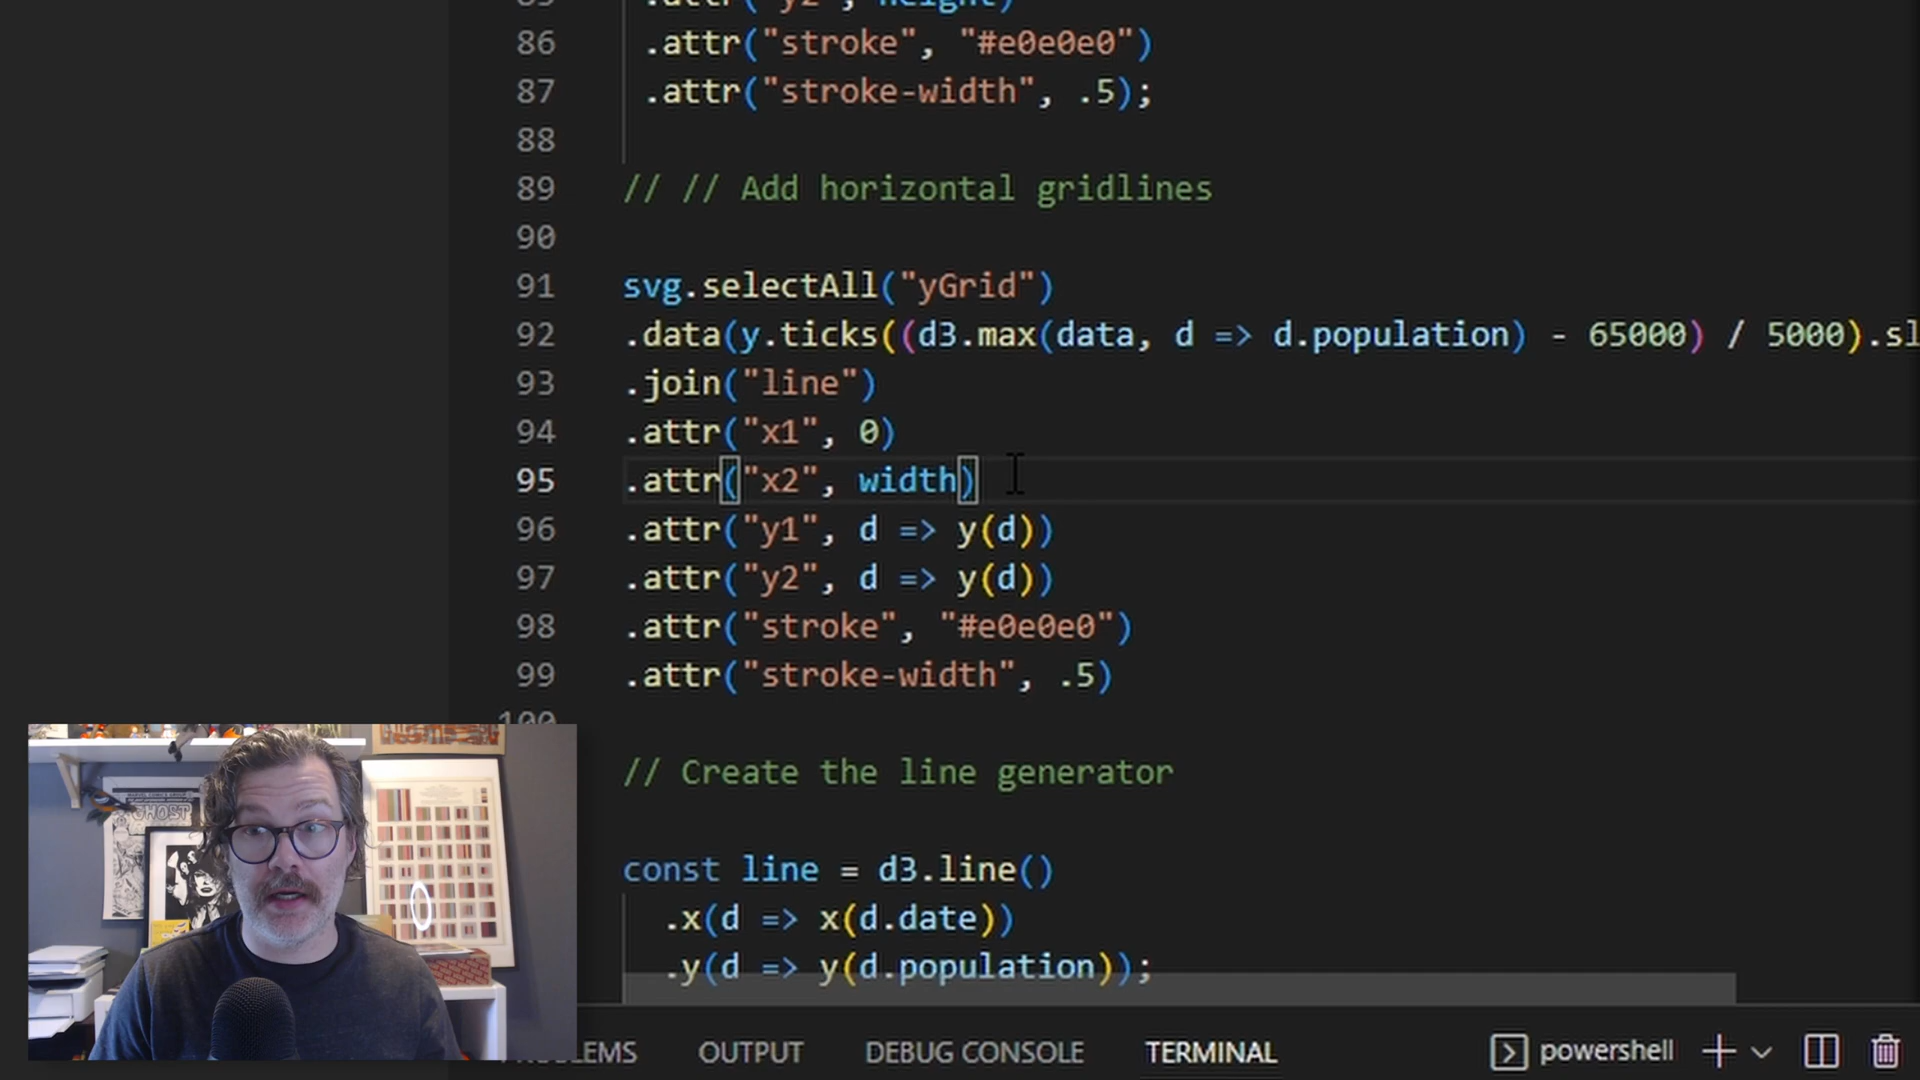 86 .attr("stroke", "#e0e0e0")
87 .attr("stroke-width", .5);
88
89 // // Add horizontal gridlines
90
91 svg.selectAll("yGrid")
92 .data(y.ticks((d3.max(data, d => d.population) - 65000) / 5000).sl
93 .join("line")
94 .attr("x1", 0)
95 .attr("x2", width)
96 .attr("y1", d => y(d))
97 .attr("y2", d => y(d))
98 .attr("stroke", "#e0e0e0")
99 .attr("stroke-width", .5)
100
// Create the line generator
const line = d3.line()
.x(d => x(d.date))
.y(d => y(d.population));
GHOST
OUTPUT DEBUG CONSOLE TERMINAL powershell